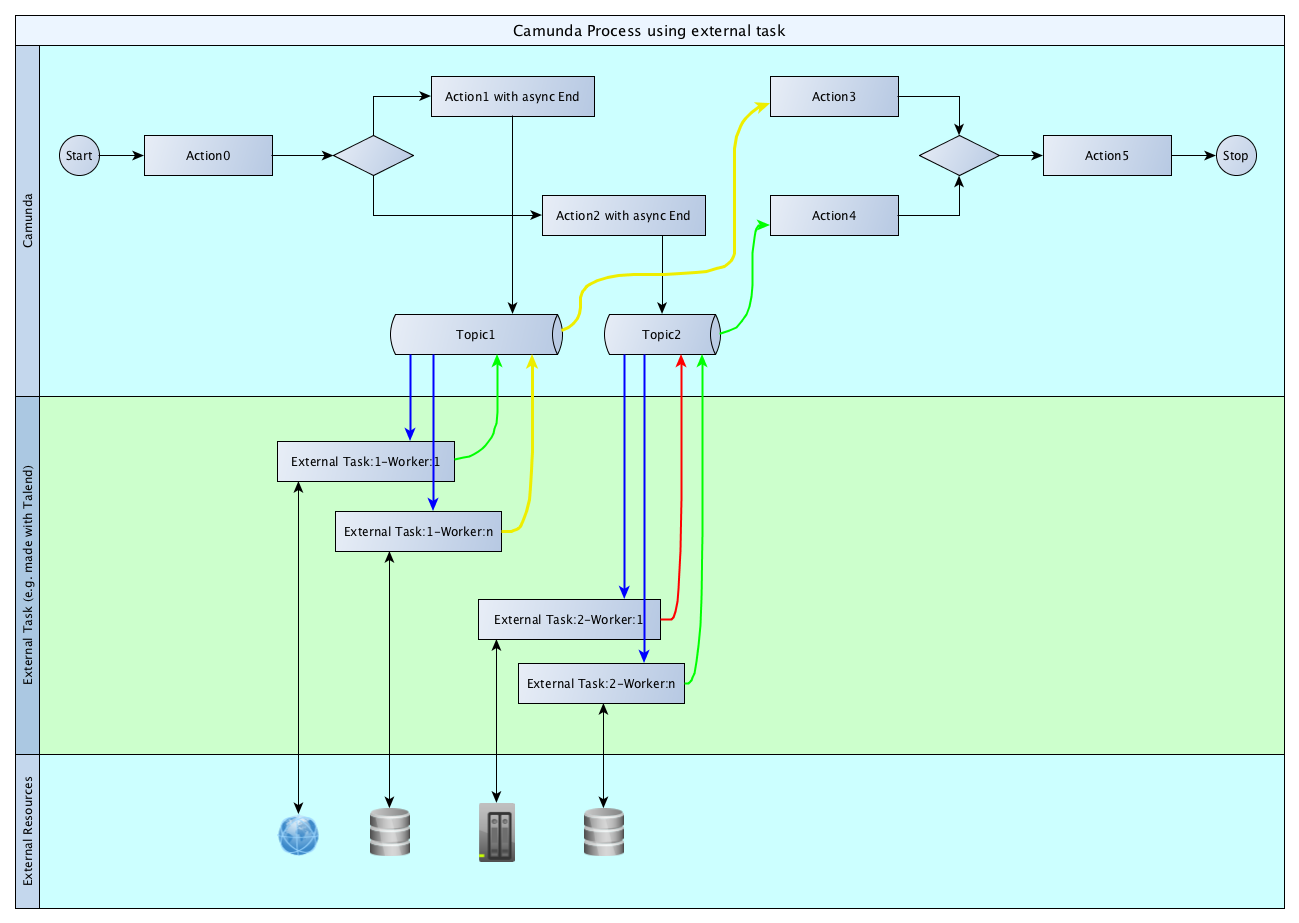 Camunda Process using external task
Camunda
Action1 with async End
Action3
Start
Action0
Action5
Stop
Action2 with async End
Action4
Topic1
Topic2
External Task (e.g. made with Talend)
External Task:1-Worker:1
External Task:1-Worker:n
External Task:2-Worker:1
External Task:2-Worker:n
External Resources